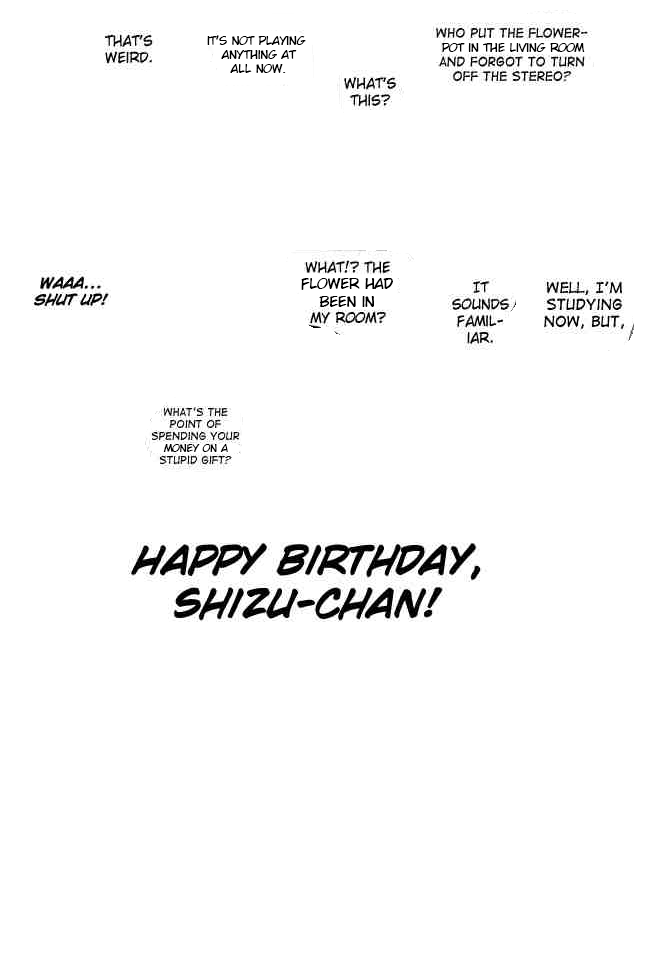 WHO PUT THE FLOWER-
POT IN THE LIVING ROOM
AND FORGOT TO TURN
OFF THE STEREO?
WHAT'S
THIS?
IT'S NOT PLAYING
ANYTHING AT
ALL NOW.
THAT'S
WEIRD.
WELL, I'M
STUDYING
NOW, BUT,
IT
SOUNDS
FAMIL-
IAR.
WHAT!? THE
FLOWER HAD
BEEN IN
MY ROOM?
WAAA...
SHUT UP!
WHAT'S THE
POINT OF
SPENDING YOUR
MONEY ON A
STUPID GIFT?
HAPPY BIRTHDAY,
SHIZU-CHAN!